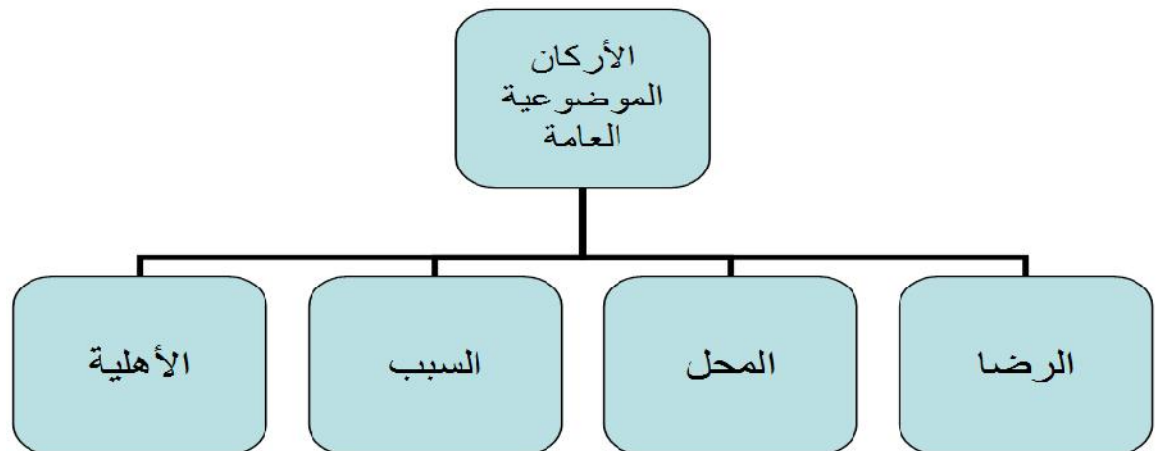 الأركان
الموضوعية
العامة
الرضا
المحل
السبب
الأهلية